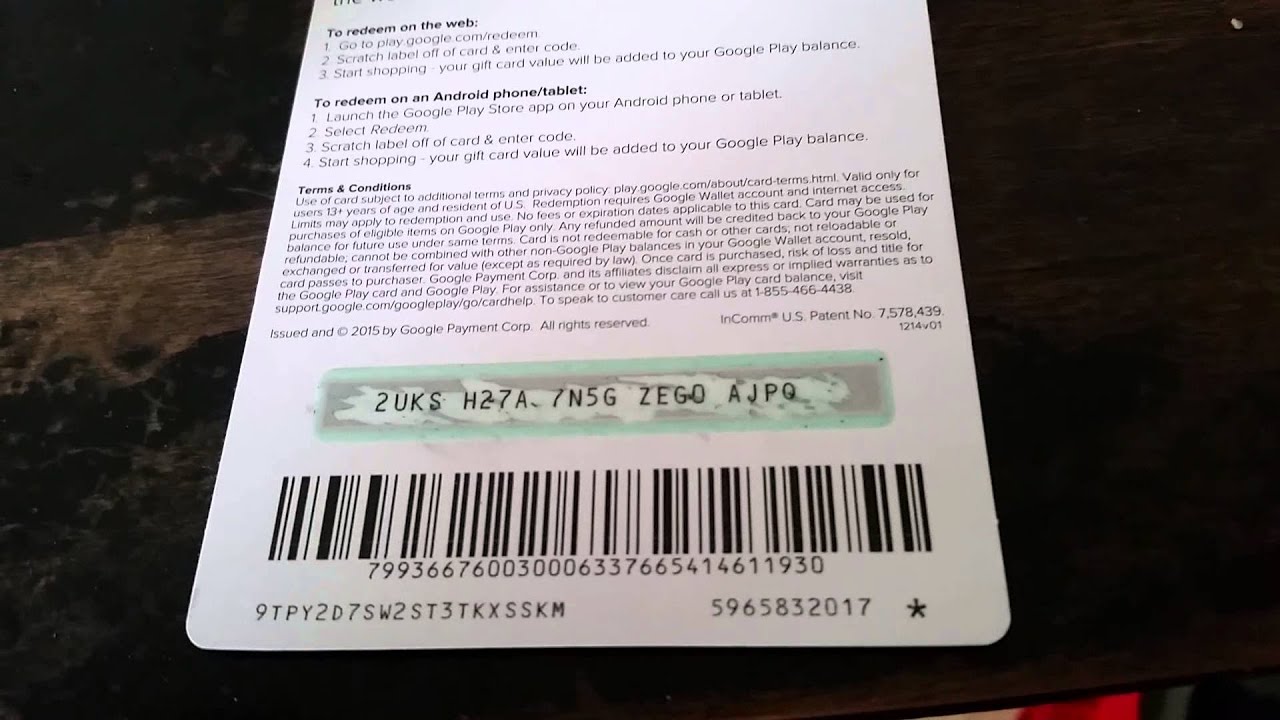 To redeem on the web:
1. Go to play.google.com/redeem
2. Scratch label off of card & enter code.
3. Start shopping - your gift card value will be added to your Google Play balance.
To redeem on an Android phone/tablet:
1. Launch the Google Play Store app on your Android phone or tablet.
2. Select Redeem.
3. Scratch label off of card & enter code.
4. Start shopping - your gift card value will be added to your Google Play balance.
Terms & Conditions
Use of card subject to additional terms and privacy policy: play.google.com/about/card-terms.html. Valid only for
users 13+ years of age and resident of U.S. Redemption requires Google Wallet account and internet access.
Limits may apply to redemption and use. No fees or expiration dates applicable to this card. Card may be used for
purchases of eligible items on Google Play only. Any refunded amount will be credited back to your Google Play
balance for future use under same terms. Card is not redeemable for cash or other cards; not reloadable or
refundable; cannot be combined with other non-Google Play balances in your Google Wallet account, resold,
exchanged or transferred for value (except as required by law). Once card is purchased, risk of loss and title for
card passes to purchaser. Google Payment Corp. and its affiliates disclaim all express or implied warranties as to
the Google Play card and Google Play. For assistance or to view your Google Play card balance, visit
support.google.com/googleplay/go/cardhelp. To speak to customer care call us at 1-855-466-4438.
Issued and © 2015 by Google Payment Corp. All rights reserved.
InComm® U.S. Patent No. 7,578,439.
1214v01
2UKS H27A 7N5G ZEG0 AJPQ
799366760030006337665414611930
9TPY2D7SW2ST3TKXSSKM
5965832017 *